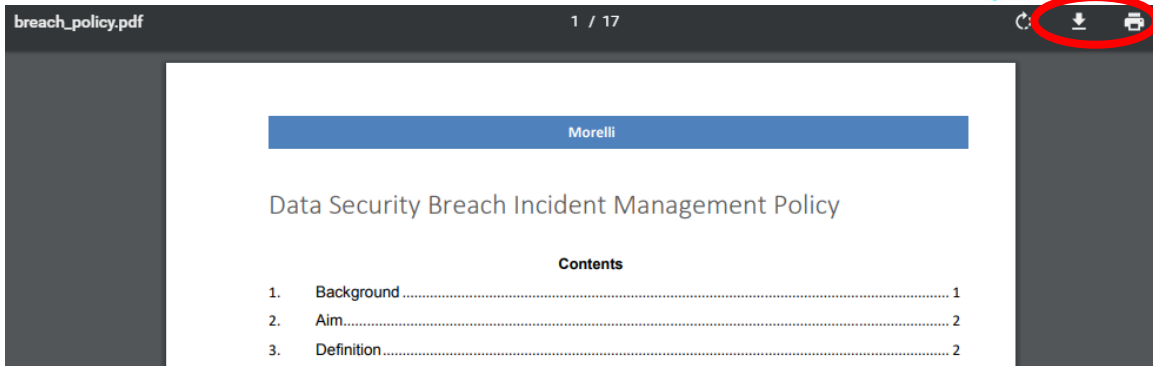 breach_policy.pdf 1 / 17
Morelli
Data Security Breach Incident Management Policy
Contents
1. Background ........................................................................................................................................ 1
2. Aim....................................................................................................................................................... 2
3. Definition............................................................................................................................................. 2